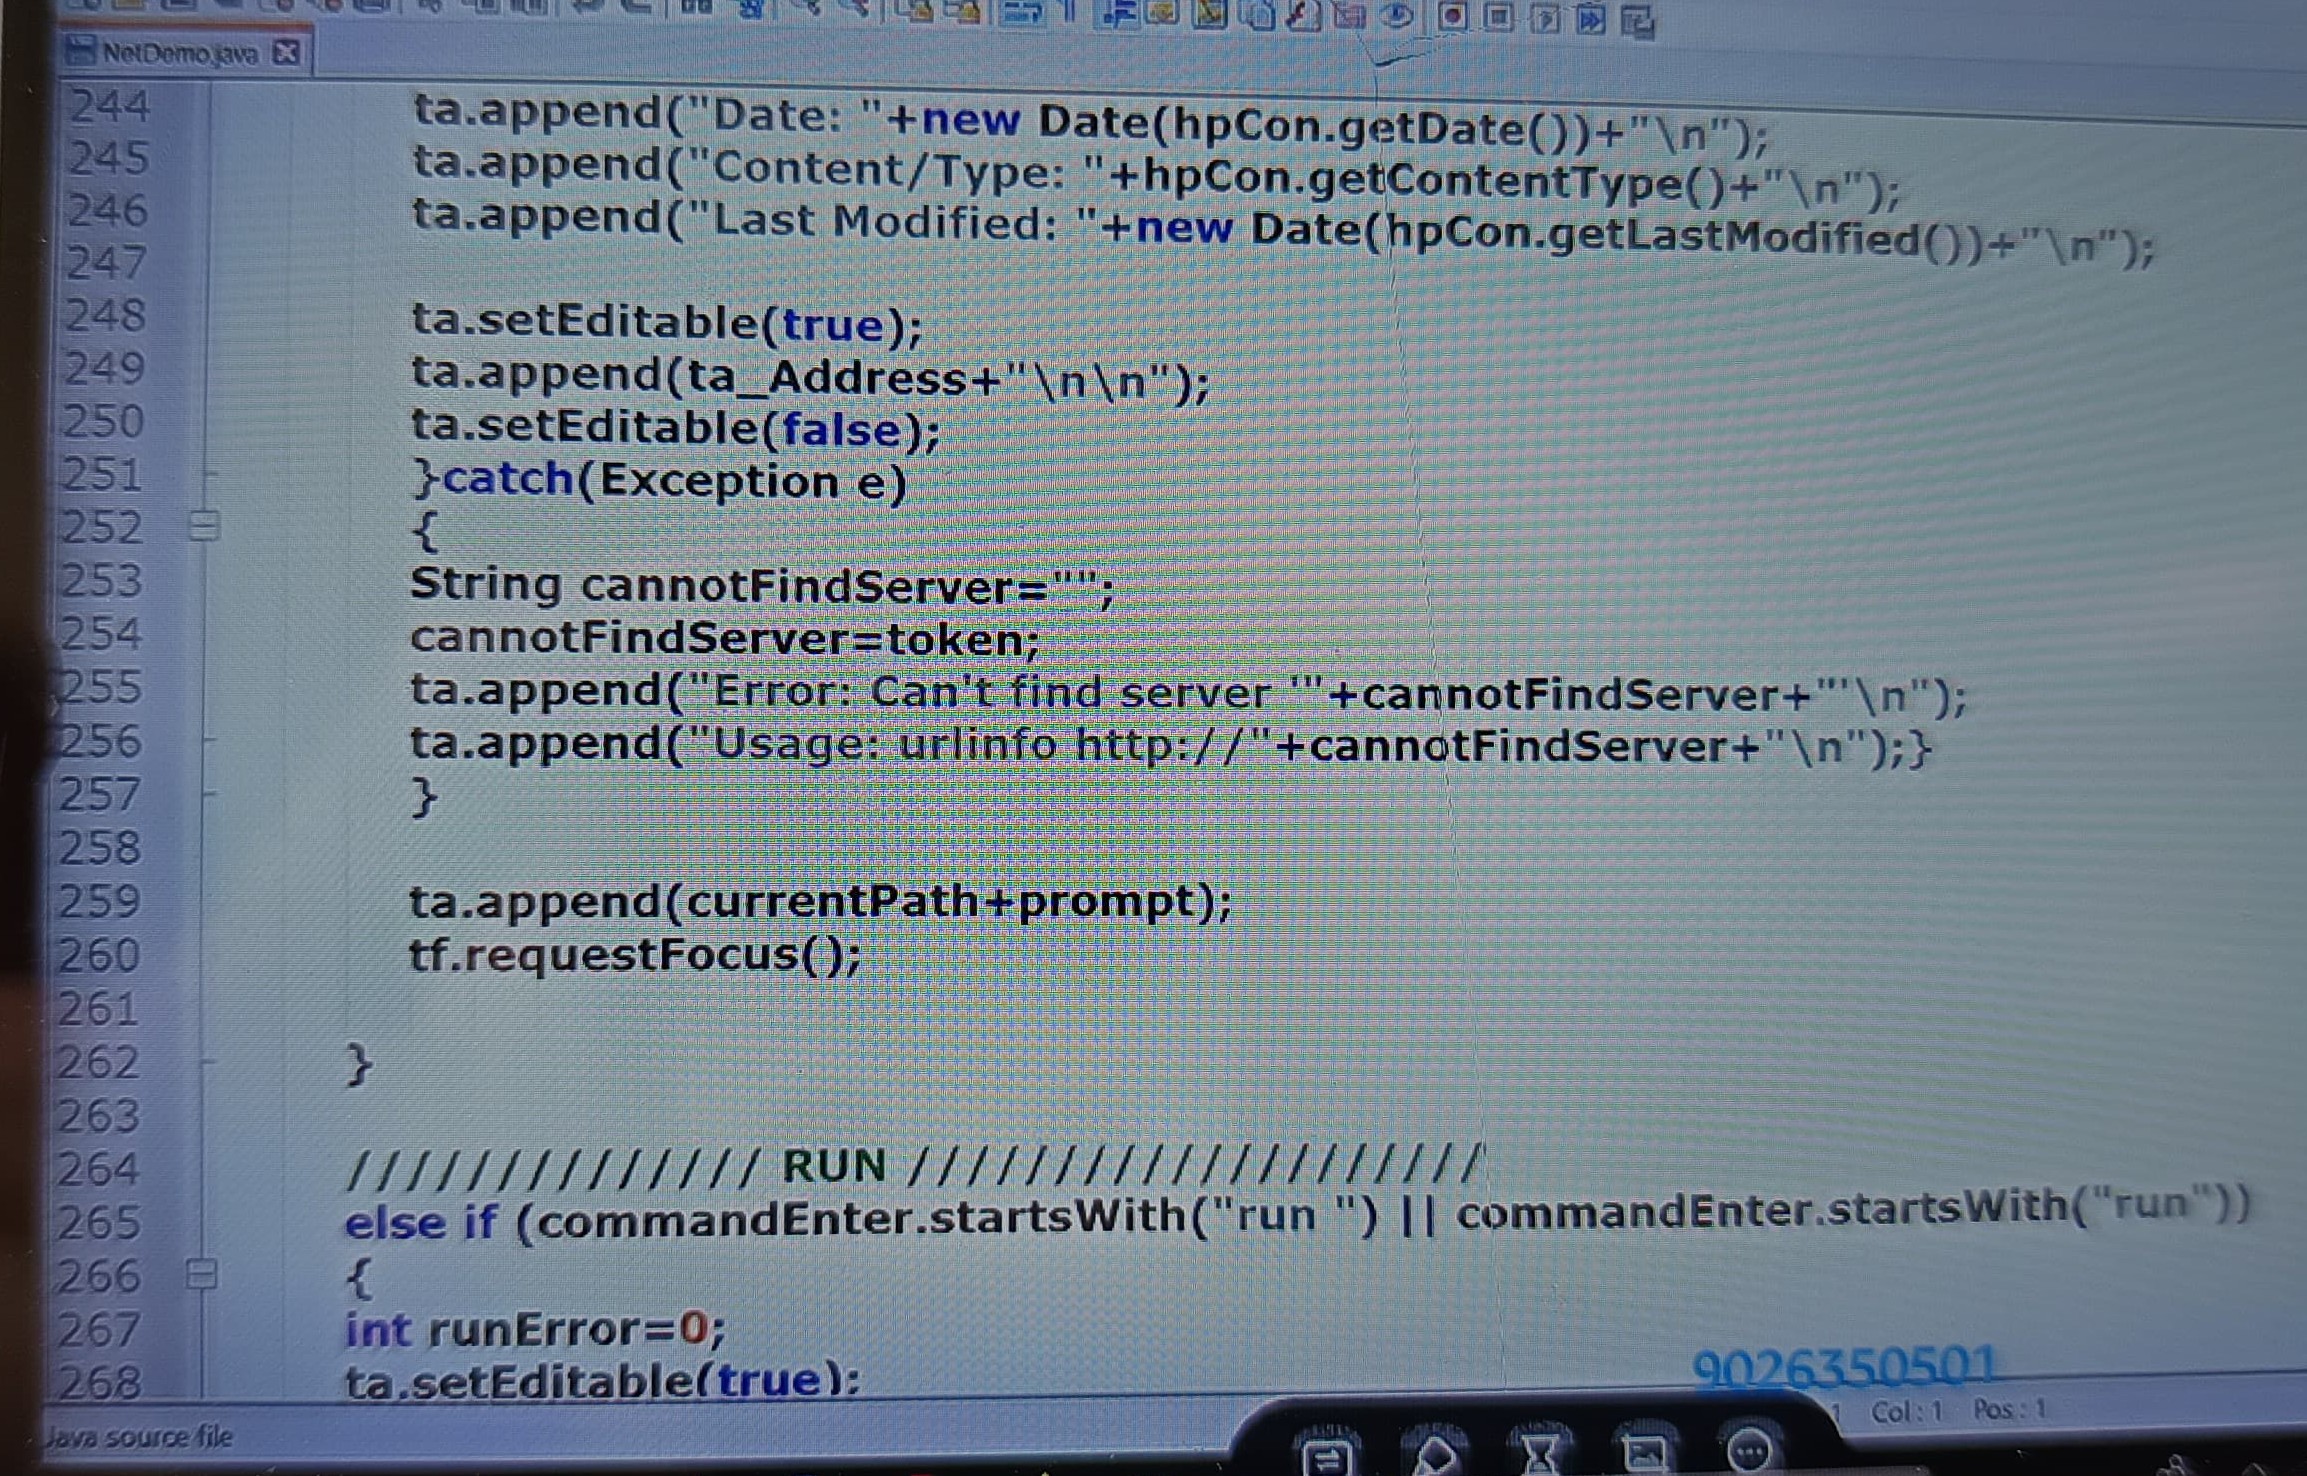 NetDemo.java
244 ta.append("Date: "+new Date(hpCon.getDate())+"\n");
245 ta.append("Content/Type: "+hpCon.getContentType()+"\n");
246 ta.append("Last Modified: "+new Date(hpCon.getLastModified())+"\n");
247
248 ta.setEditable(true);
249 ta.append(ta_Address+"\n\n");
250 ta.setEditable(false);
251 }catch(Exception e)
252 {
253 String cannotFindServer="";
254 cannotFindServer=token;
255 ta.append("Error: Can't find server '"+cannotFindServer+"'\n");
256 ta.append("Usage: urlinfo http://"+cannotFindServer+"\n");}
257 }
258
259 ta.append(currentPath+prompt);
260 tf.requestFocus();
261
262 }
263
264 ////////////// RUN ////////////////////
265 else if (commandEnter.startsWith("run ") || commandEnter.startsWith("run"))
266 {
267 int runError=0;
268 ta.setEditable(true);
9026350501
Java source file 1 Col : 1 Pos : 1